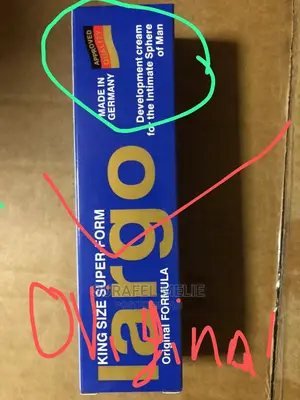 APPROVED
QUALITY
MADE IN
GERMANY
Development cream
for the Intimate Sphere
of Man
KING SIZE SUPER FORM
largo
Original FORMULA